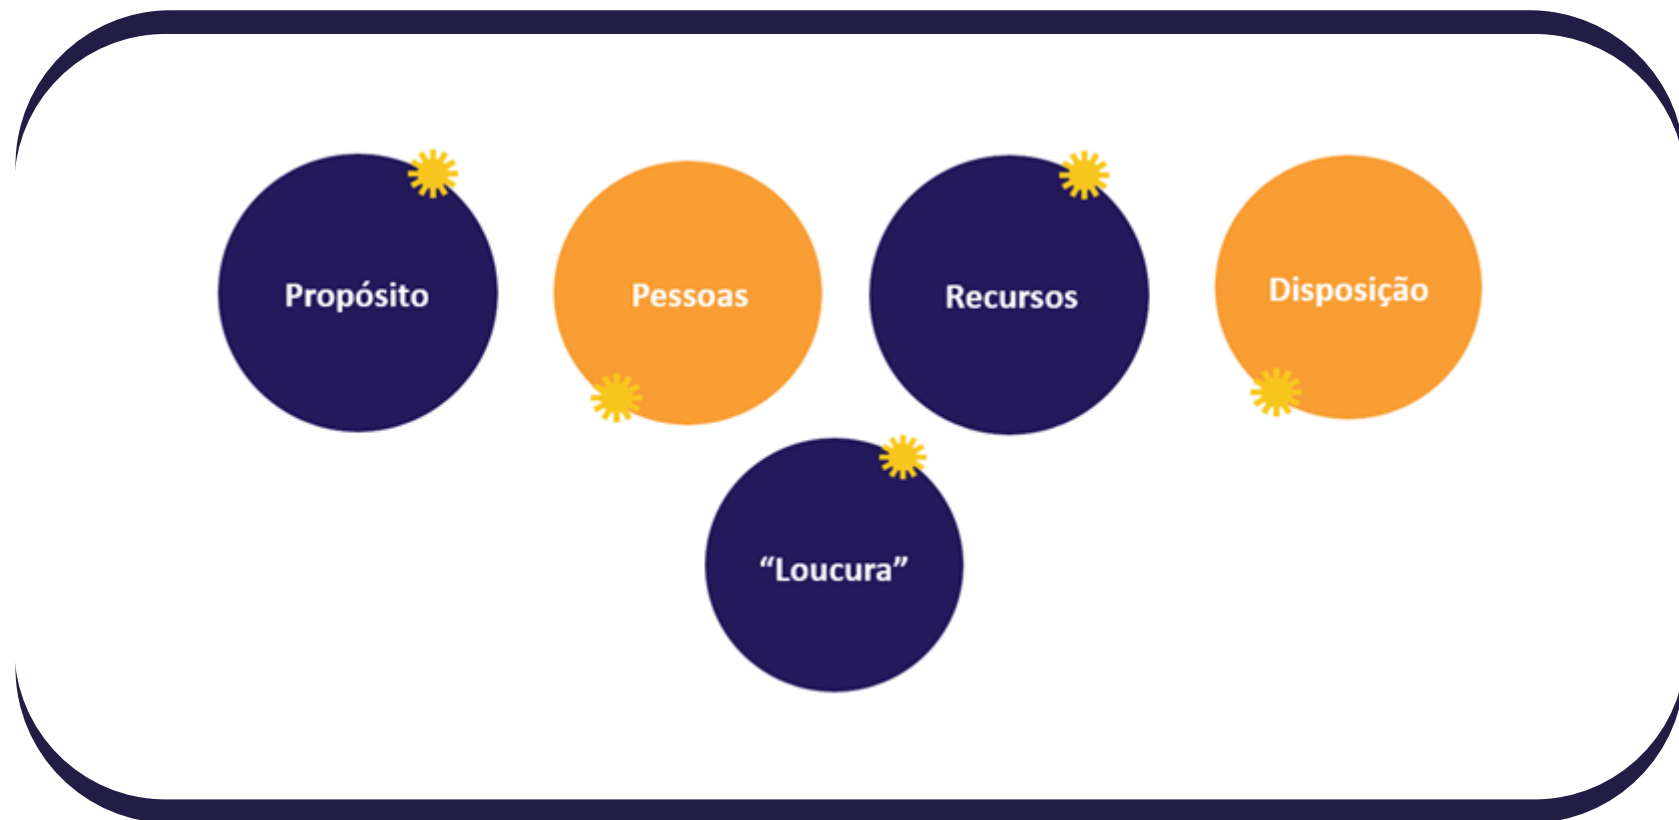 Propósito
Pessoas
Recursos
Disposição
“Loucura”